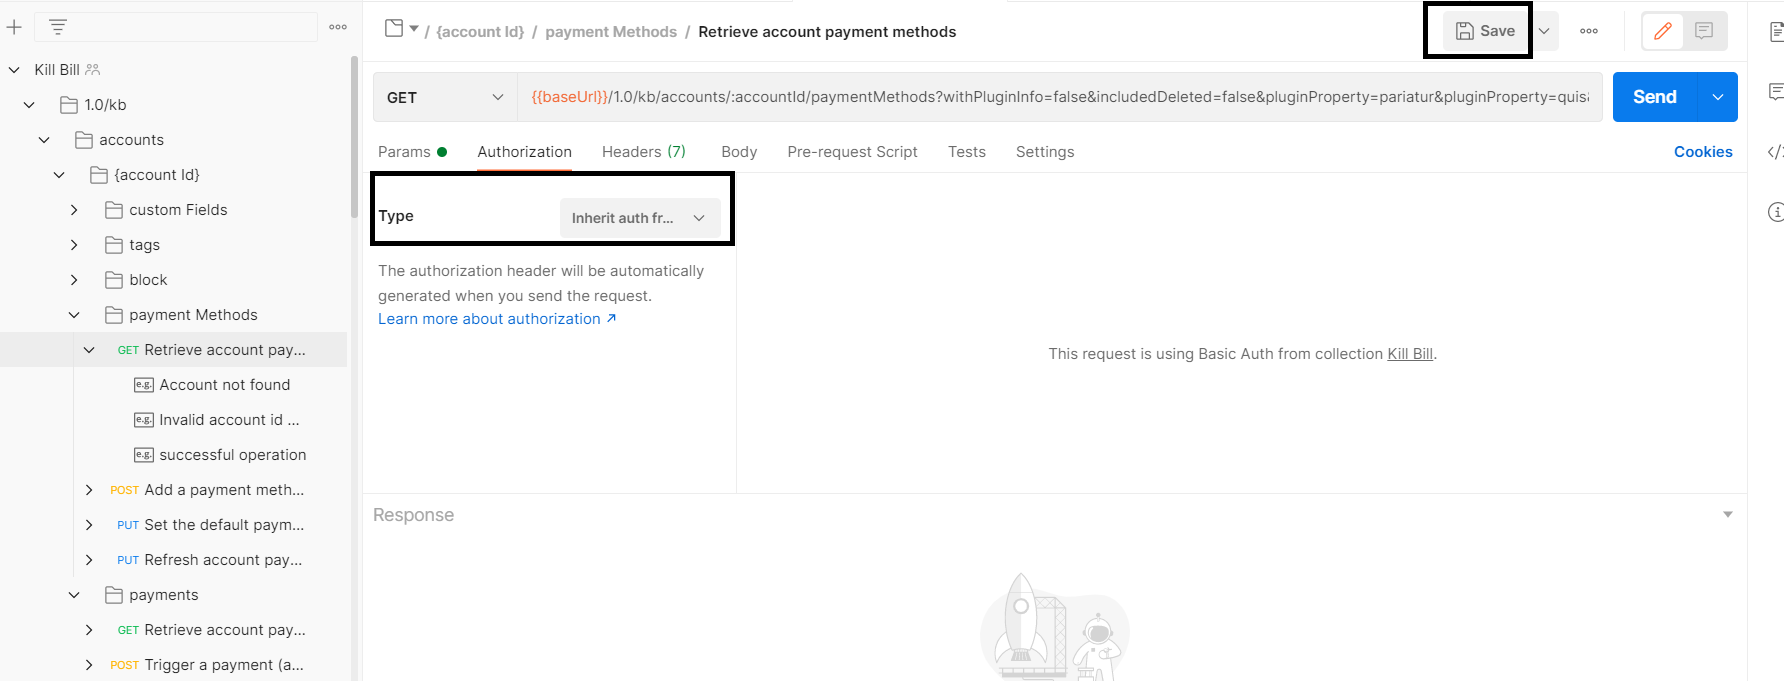 / {account Id} / payment Methods / Retrieve account payment methods
Save
Kill Bill
1.0/kb
accounts
{account Id}
custom Fields
tags
block
payment Methods
GET Retrieve account pay...
e.g. Account not found
e.g. Invalid account id ...
e.g. successful operation
POST Add a payment meth...
PUT Set the default paym...
PUT Refresh account pay...
payments
GET Retrieve account pay...
POST Trigger a payment (a...
GET
{{baseUrl}}/1.0/kb/accounts/:accountId/paymentMethods?withPluginInfo=false&includedDeleted=false&pluginProperty=pariatur&pluginProperty=quis&
Send
Params
Authorization
Headers (7)
Body
Pre-request Script
Tests
Settings
Cookies
Type
Inherit auth fr...
The authorization header will be automatically
generated when you send the request.
Learn more about authorization ↗
This request is using Basic Auth from collection Kill Bill.
Response